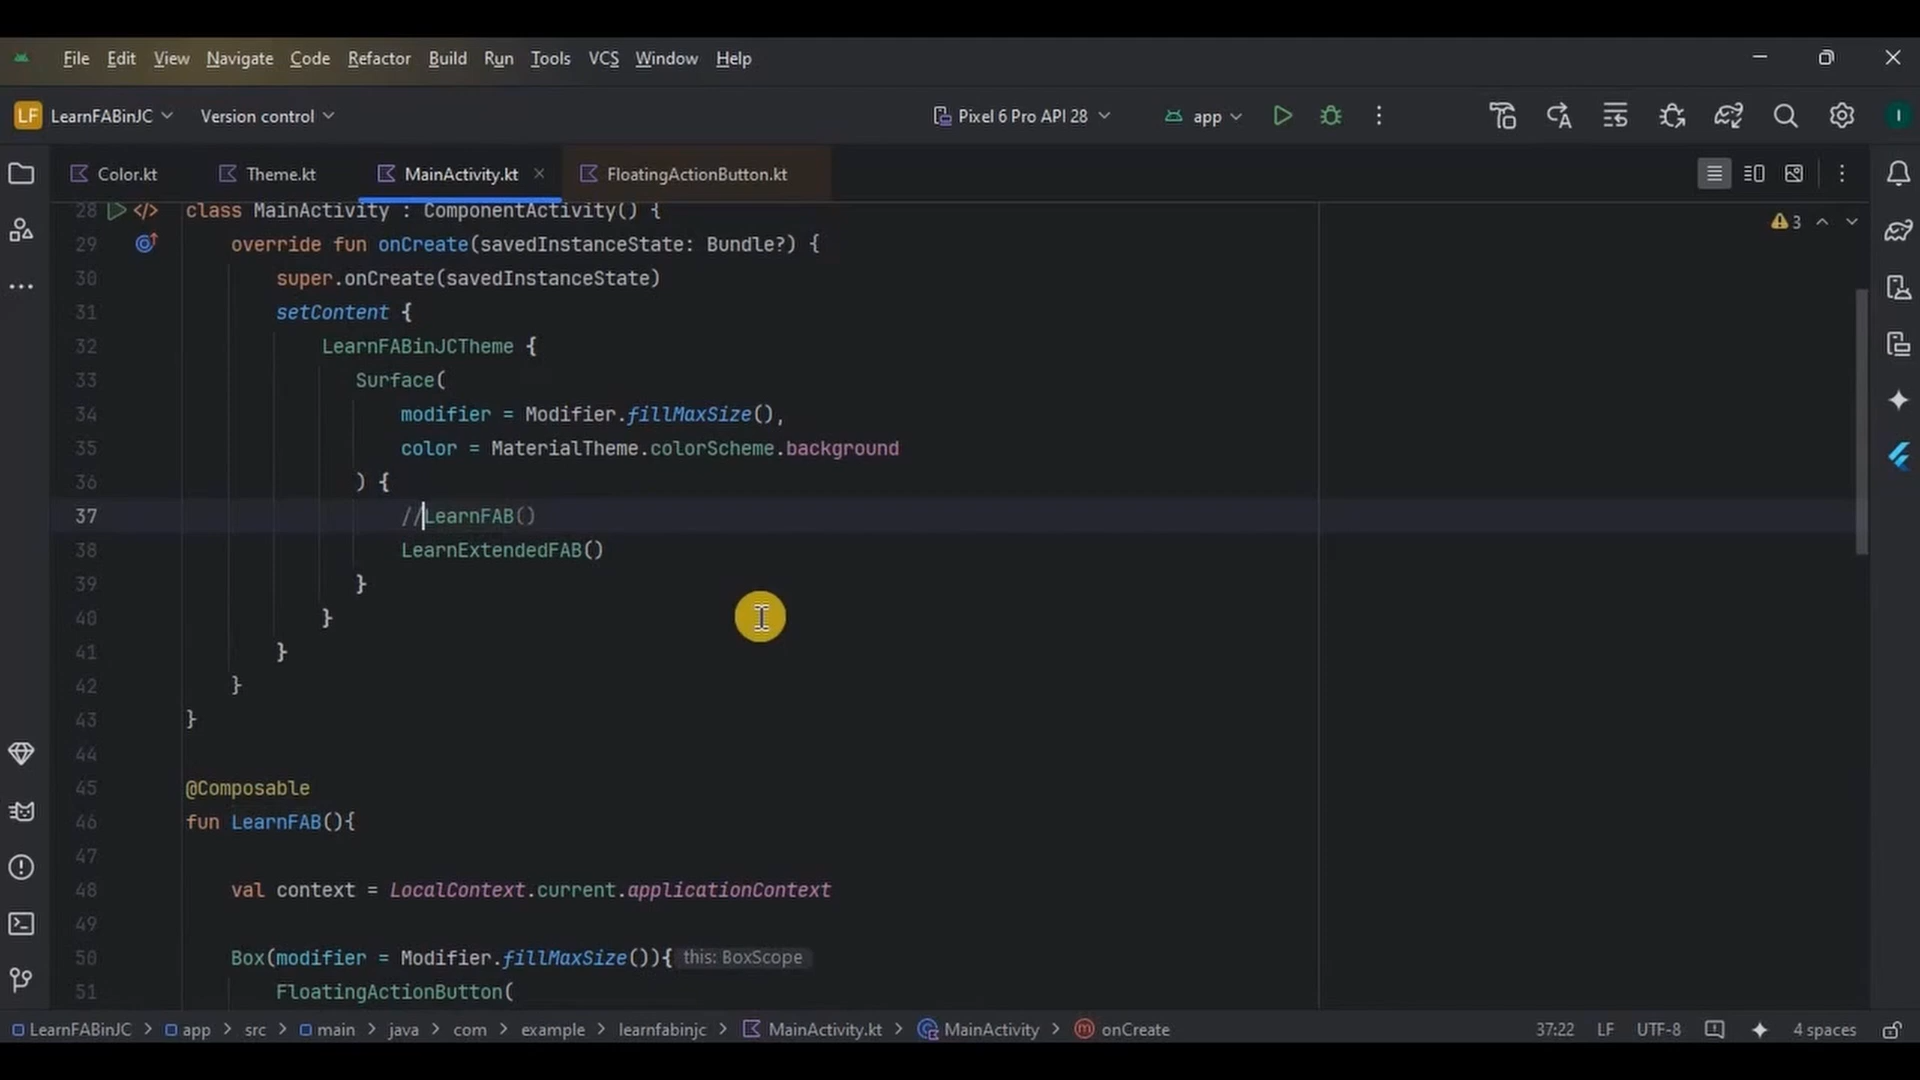 File Edit View Navigate Code Refactor Build Run Tools VCS Window Help
LF LearnFABinJC Version control Pixel 6 Pro API 28 app I
Color.kt Theme.kt MainActivity.kt FloatingActionButton.kt
28 class MainActivity : ComponentActivity() {
3
29 override fun onCreate(savedInstanceState: Bundle?) {
30 super.onCreate(savedInstanceState)
31 setContent {
32 LearnFABinJCTheme {
33 Surface(
34 modifier = Modifier.fillMaxSize(),
35 color = MaterialTheme.colorScheme.background
36 ) {
37 //LearnFAB()
38 LearnExtendedFAB()
39 }
40 }
41 }
42 }
43 }
44
45 @Composable
46 fun LearnFAB(){
47
48 val context = LocalContext.current.applicationContext
49
50 Box(modifier = Modifier.fillMaxSize()){ this: BoxScope
51 FloatingActionButton(
LearnFABinJC > app > src > main > java > com > example > learnfabinjc > MainActivity.kt > MainActivity > onCreate 37:22 LF UTF-8 4 spaces